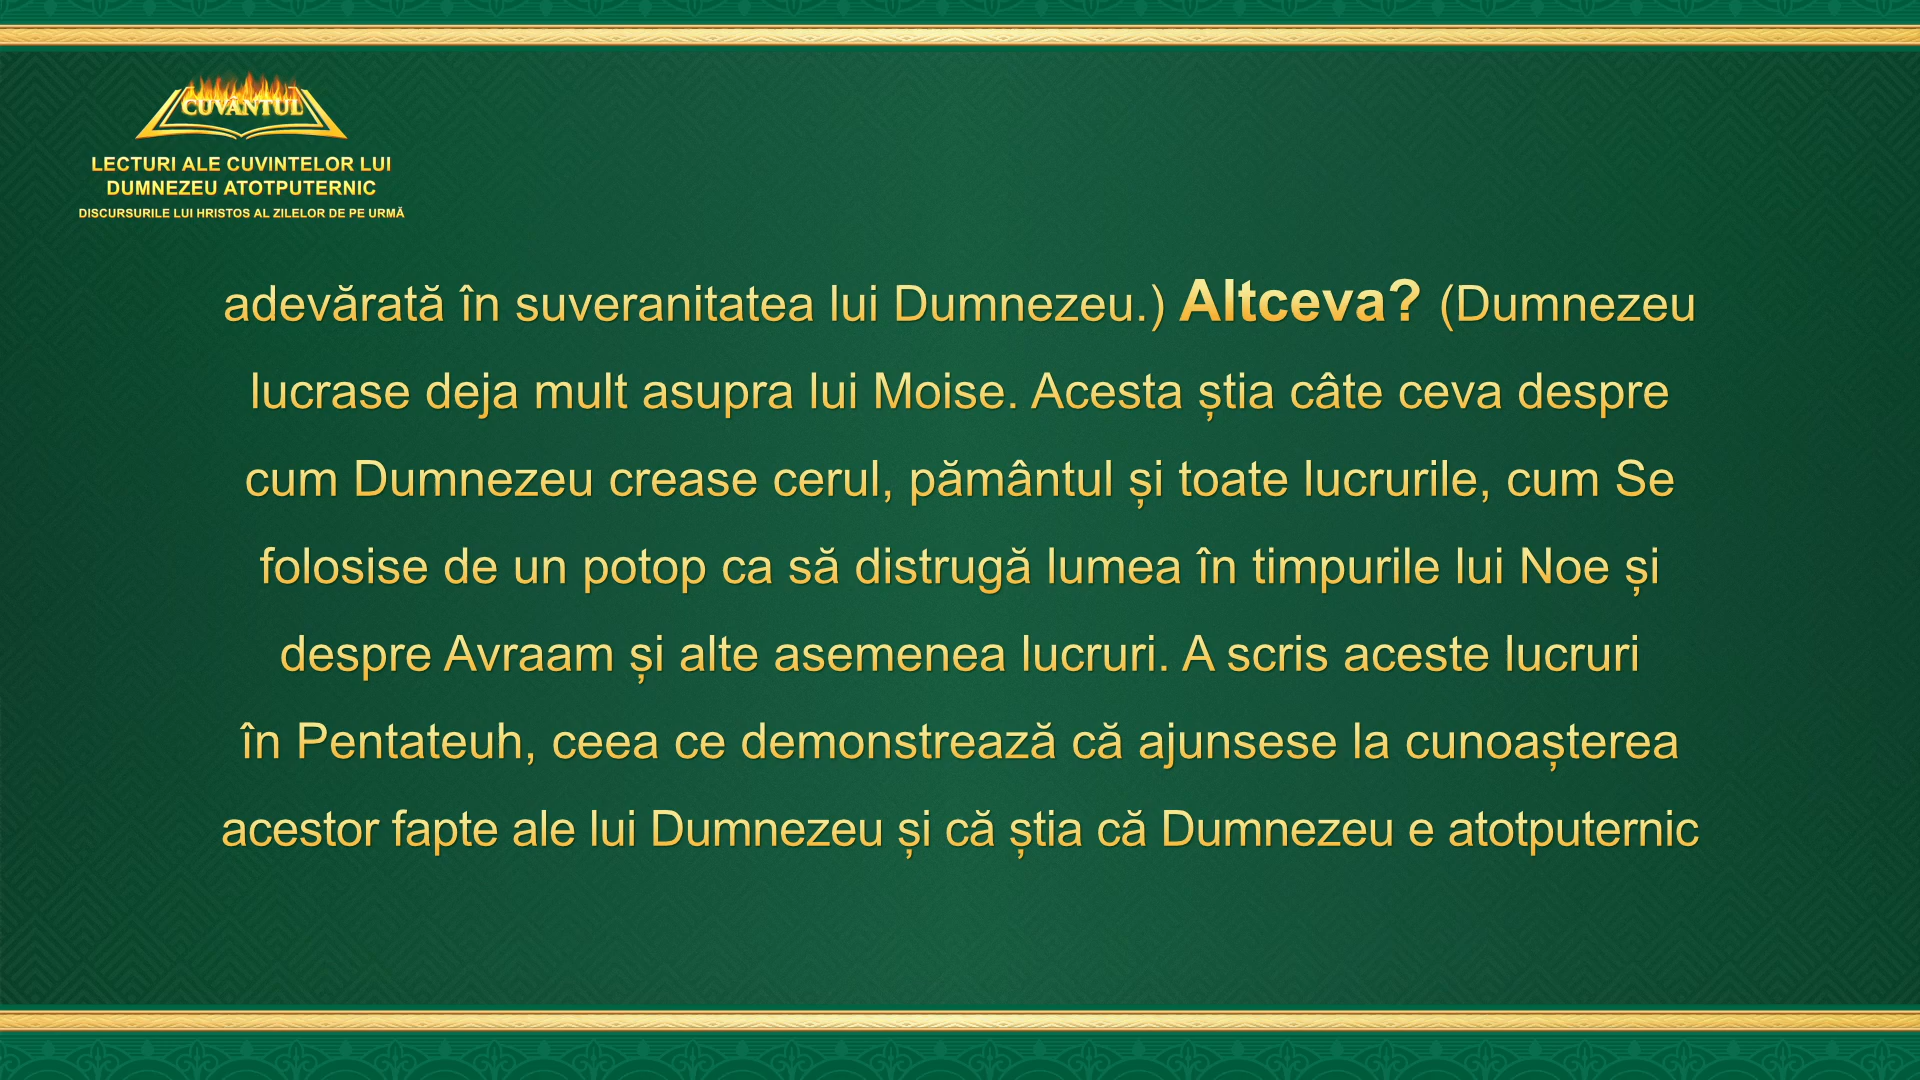 CUVÂNTUL
LECTURI ALE CUVINTELOR LUI
DUMNEZEU ATOTPUTERNIC
DISCURSURILE LUI HRISTOS AL ZILELOR DE PE URMĂ
adevărată în suveranitatea lui Dumnezeu.) Altceva? (Dumnezeu
lucrase deja mult asupra lui Moise. Acesta știa câte ceva despre
cum Dumnezeu crease cerul, pământul și toate lucrurile, cum Se
folosise de un potop ca să distrugă lumea în timpurile lui Noe și
despre Avraam și alte asemenea lucruri. A scris aceste lucruri
în Pentateuh, ceea ce demonstrează că ajunsese la cunoașterea
acestor fapte ale lui Dumnezeu și că știa că Dumnezeu e atotputernic